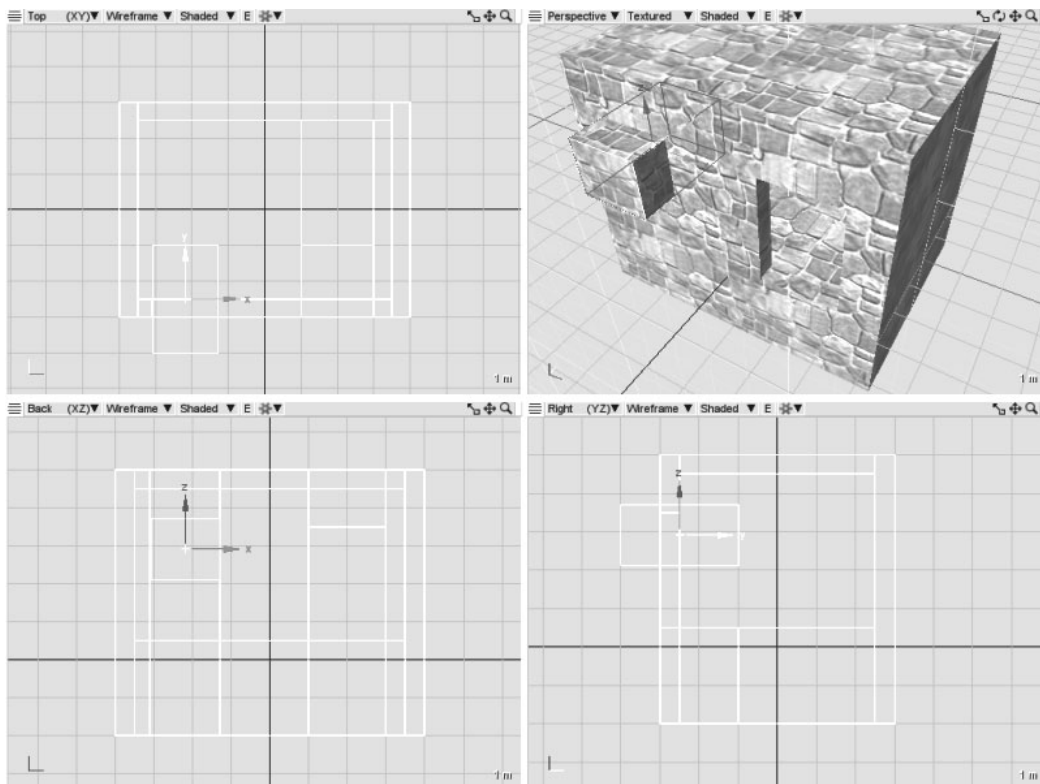 Top (XY)▼ Wireframe ▼ Shaded ▼ E ▼
Perspective▼ Textured ▼ Shaded ▼ E ▼
Y
X
1 m
1 m
Back (XZ)▼ Wireframe ▼ Shaded ▼ E ▼
Right (YZ)▼ Wireframe ▼ Shaded ▼ E ▼
Z
X
Z
Y
1 m
1 m